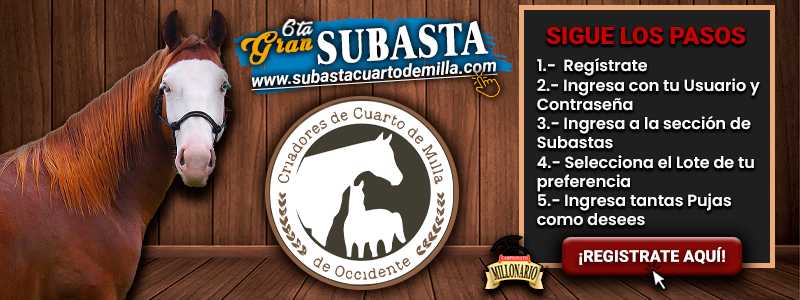 6ta Gran SUBASTA
www.subastacuartodemilla.com
Criadores de Cuarto de Milla
de Occidente
CAMPEONATO
MILLONARIO
SIGUE LOS PASOS
1.- Regístrate
2.- Ingresa con tu Usuario y
Contraseña
3.- Ingresa a la sección de
Subastas
4.- Selecciona el Lote de tu
preferencia
5.- Ingresa tantas Pujas
como desees
¡REGISTRATE AQUÍ!